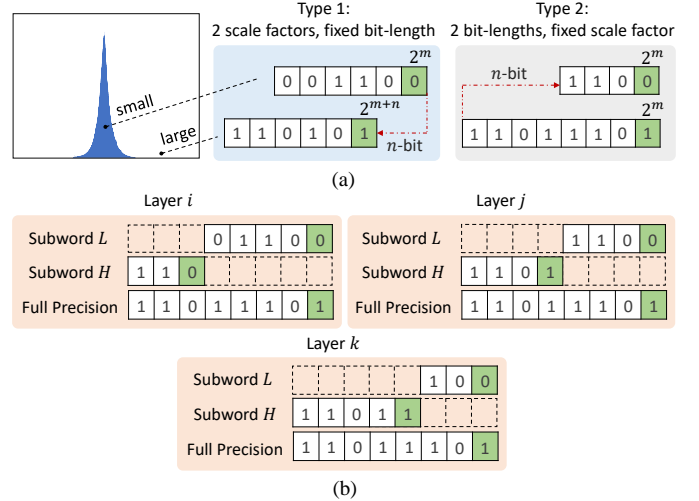 Type 1:
2 scale factors, fixed bit-length
Type 2:
2 bit-lengths, fixed scale factor
small
large
2^m
0 0 1 1 0 0
2^{m+n}
1 1 0 1 0 1
n-bit
2^m
n-bit
1 1 0 0
2^m
1 1 0 1 1 1 0 1
(a)
Layer i
Subword L 0 1 1 0 0
Subword H 1 1 0
Full Precision 1 1 0 1 1 1 0 1
Layer j
Subword L 1 1 0 0
Subword H 1 1 0 1
Full Precision 1 1 0 1 1 1 0 1
Layer k
Subword L 1 0 0
Subword H 1 1 0 1 1
Full Precision 1 1 0 1 1 1 0 1
(b)